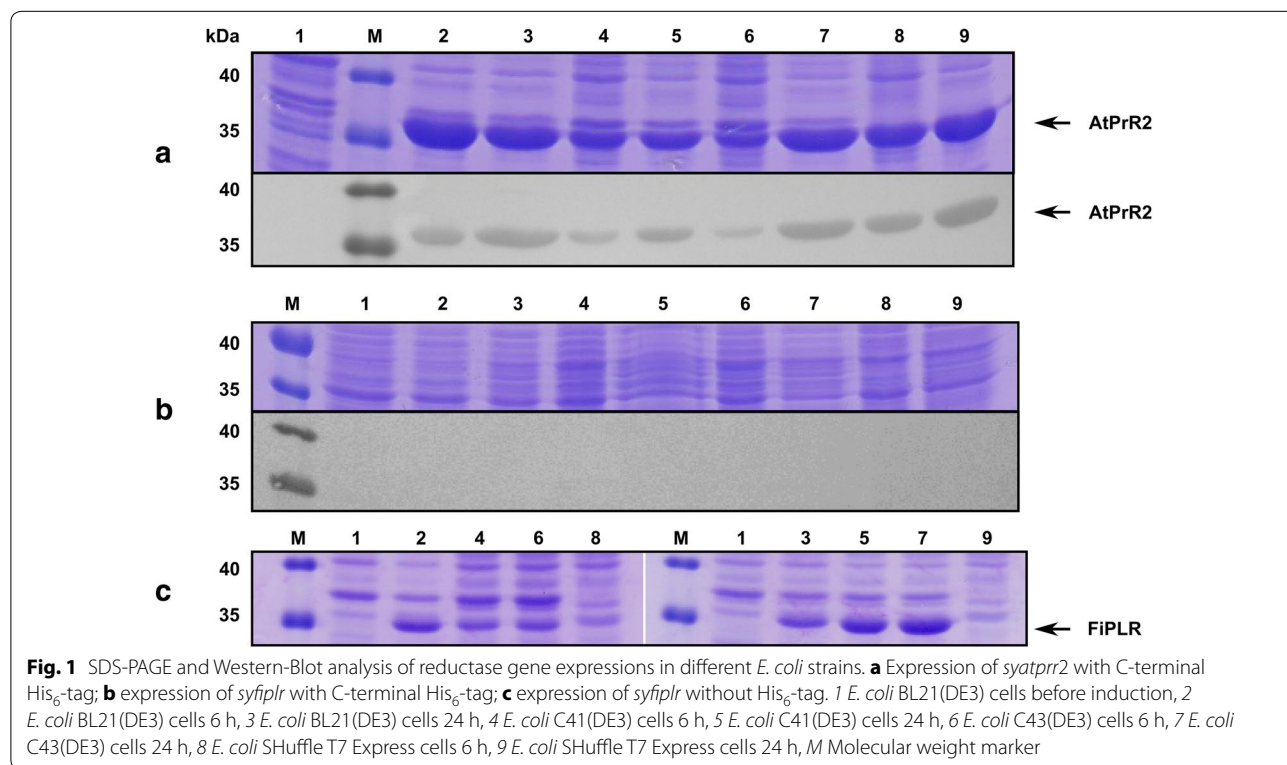 kDa 1 M 2 3 4 5 6 7 8 9
40
35
AtPrR2
a
40
35
AtPrR2
M 1 2 3 4 5 6 7 8 9
40
35
b
40
35
M 1 2 4 6 8 M 1 3 5 7 9
40
c
35
FiPLR
Fig. 1 SDS-PAGE and Western-Blot analysis of reductase gene expressions in different E. coli strains. a Expression of syatprr2 with C-terminal
His6-tag; b expression of syfiplr with C-terminal His6-tag; c expression of syfiplr without His6-tag. 1 E. coli BL21(DE3) cells before induction, 2
E. coli BL21(DE3) cells 6 h, 3 E. coli BL21(DE3) cells 24 h, 4 E. coli C41(DE3) cells 6 h, 5 E. coli C41(DE3) cells 24 h, 6 E. coli C43(DE3) cells 6 h, 7 E. coli
C43(DE3) cells 24 h, 8 E. coli SHuffle T7 Express cells 6 h, 9 E. coli SHuffle T7 Express cells 24 h, M Molecular weight marker